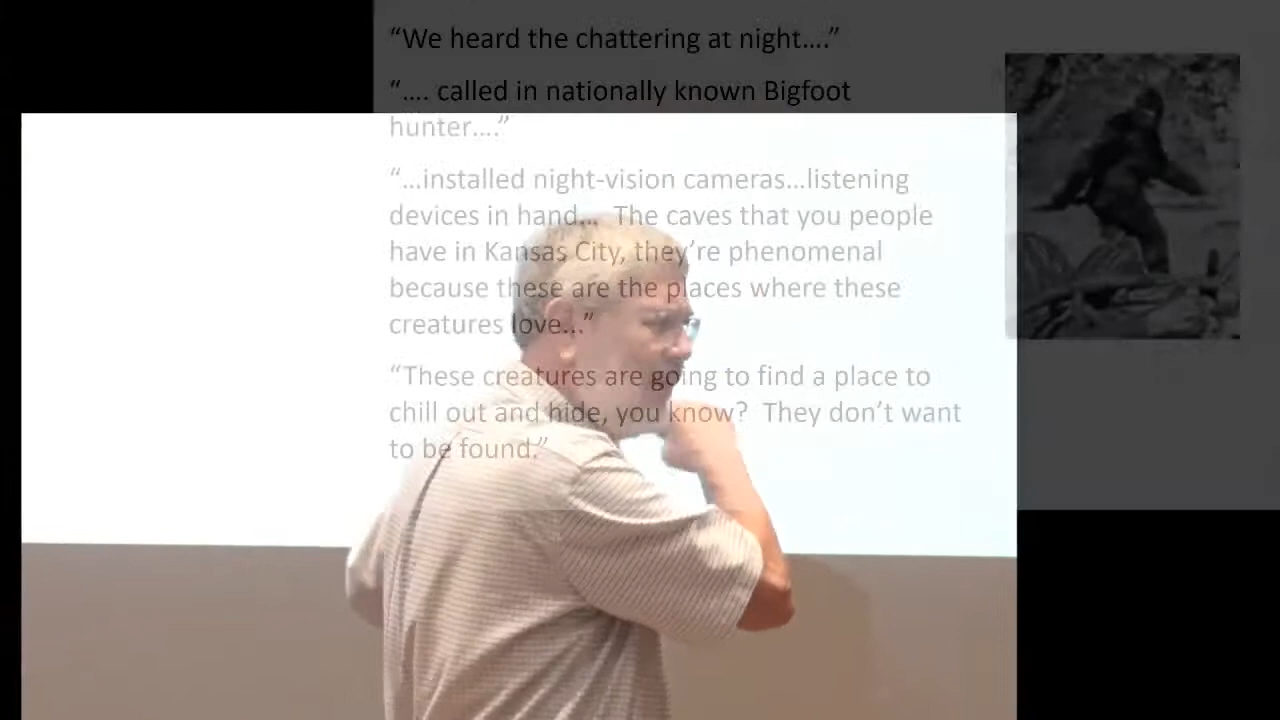 “We heard the chattering at night….”
“…. called in nationally known Bigfoot
hunter….”
“…installed night-vision cameras…listening
devices in hand… The caves that you people
have in Kansas City, they’re phenomenal
because these are the places where these
creatures love…”
“These creatures are going to find a place to
chill out and hide, you know? They don’t want
to be found.”